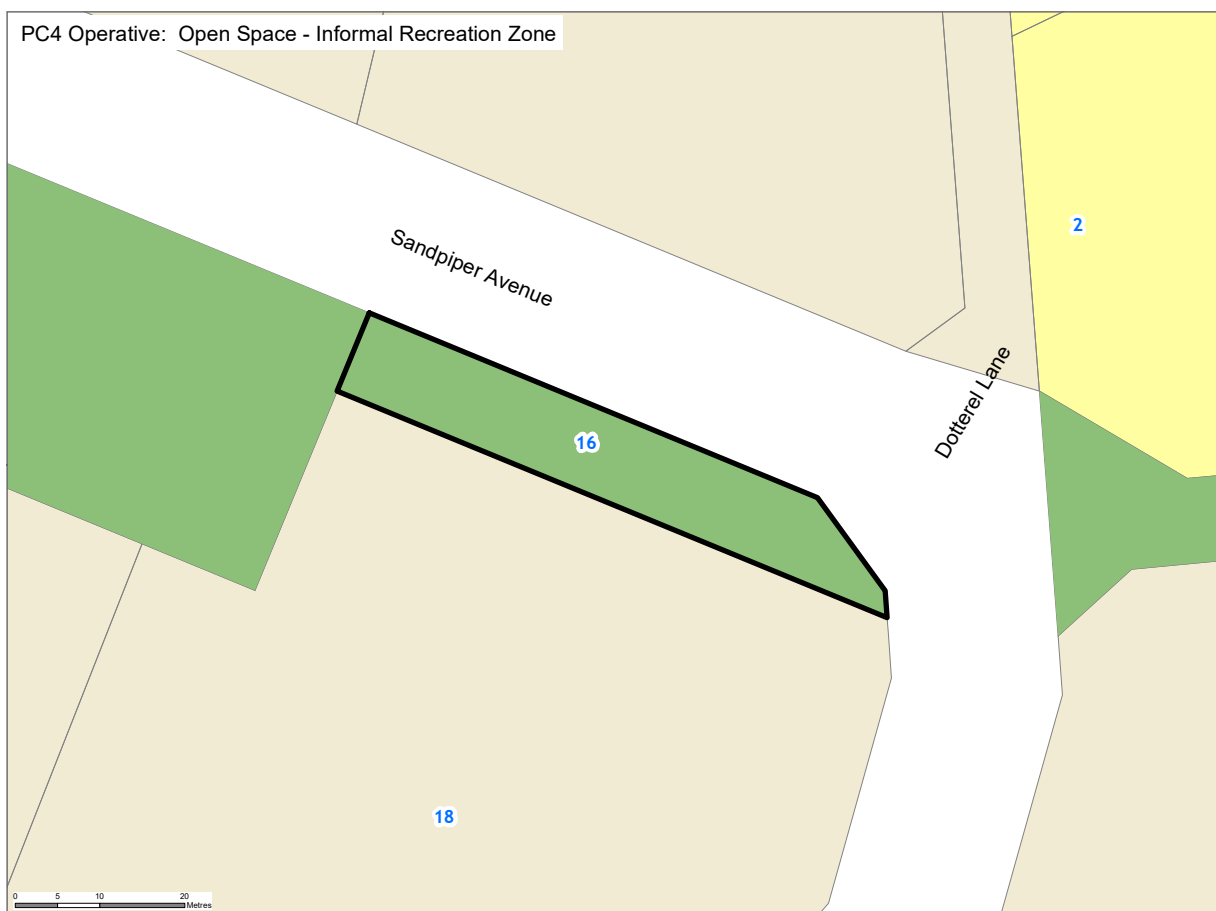 PC4 Operative:  Open Space - Informal Recreation Zone
2
Sandpiper Avenue
Dotterel Lane
16
18
0 5 10 20
Metres